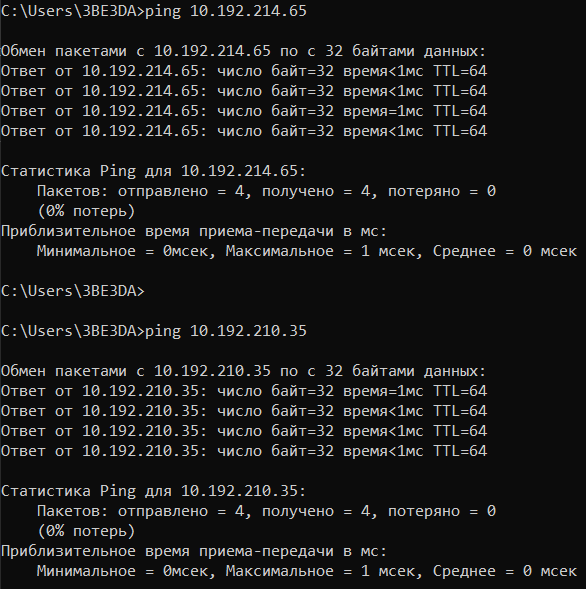 C:\Users\3BE3DA>ping 10.192.214.65
Обмен пакетами с 10.192.214.65 по с 32 байтами данных:
Ответ от 10.192.214.65: число байт=32 время<1мс TTL=64
Ответ от 10.192.214.65: число байт=32 время<1мс TTL=64
Ответ от 10.192.214.65: число байт=32 время=1мс TTL=64
Ответ от 10.192.214.65: число байт=32 время<1мс TTL=64
Статистика Ping для 10.192.214.65:
    Пакетов: отправлено = 4, получено = 4, потеряно = 0
    (0% потерь)
Приблизительное время приема-передачи в мс:
    Минимальное = 0мсек, Максимальное = 1 мсек, Среднее = 0 мсек
C:\Users\3BE3DA>
C:\Users\3BE3DA>ping 10.192.210.35
Обмен пакетами с 10.192.210.35 по с 32 байтами данных:
Ответ от 10.192.210.35: число байт=32 время=1мс TTL=64
Ответ от 10.192.210.35: число байт=32 время<1мс TTL=64
Ответ от 10.192.210.35: число байт=32 время<1мс TTL=64
Ответ от 10.192.210.35: число байт=32 время<1мс TTL=64
Статистика Ping для 10.192.210.35:
    Пакетов: отправлено = 4, получено = 4, потеряно = 0
    (0% потерь)
Приблизительное время приема-передачи в мс:
    Минимальное = 0мсек, Максимальное = 1 мсек, Среднее = 0 мсек